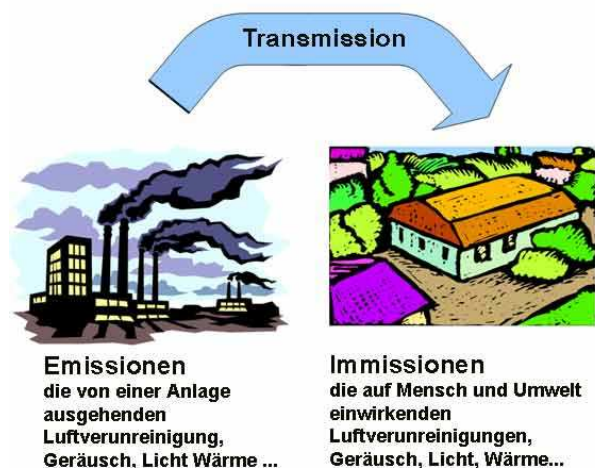 Transmission
Emissionen
die von einer Anlage
ausgehenden
Luftverunreinigung,
Geräusch, Licht Wärme ...
Immissionen
die auf Mensch und Umwelt
einwirkenden
Luftverunreinigungen,
Geräusch, Licht, Wärme...